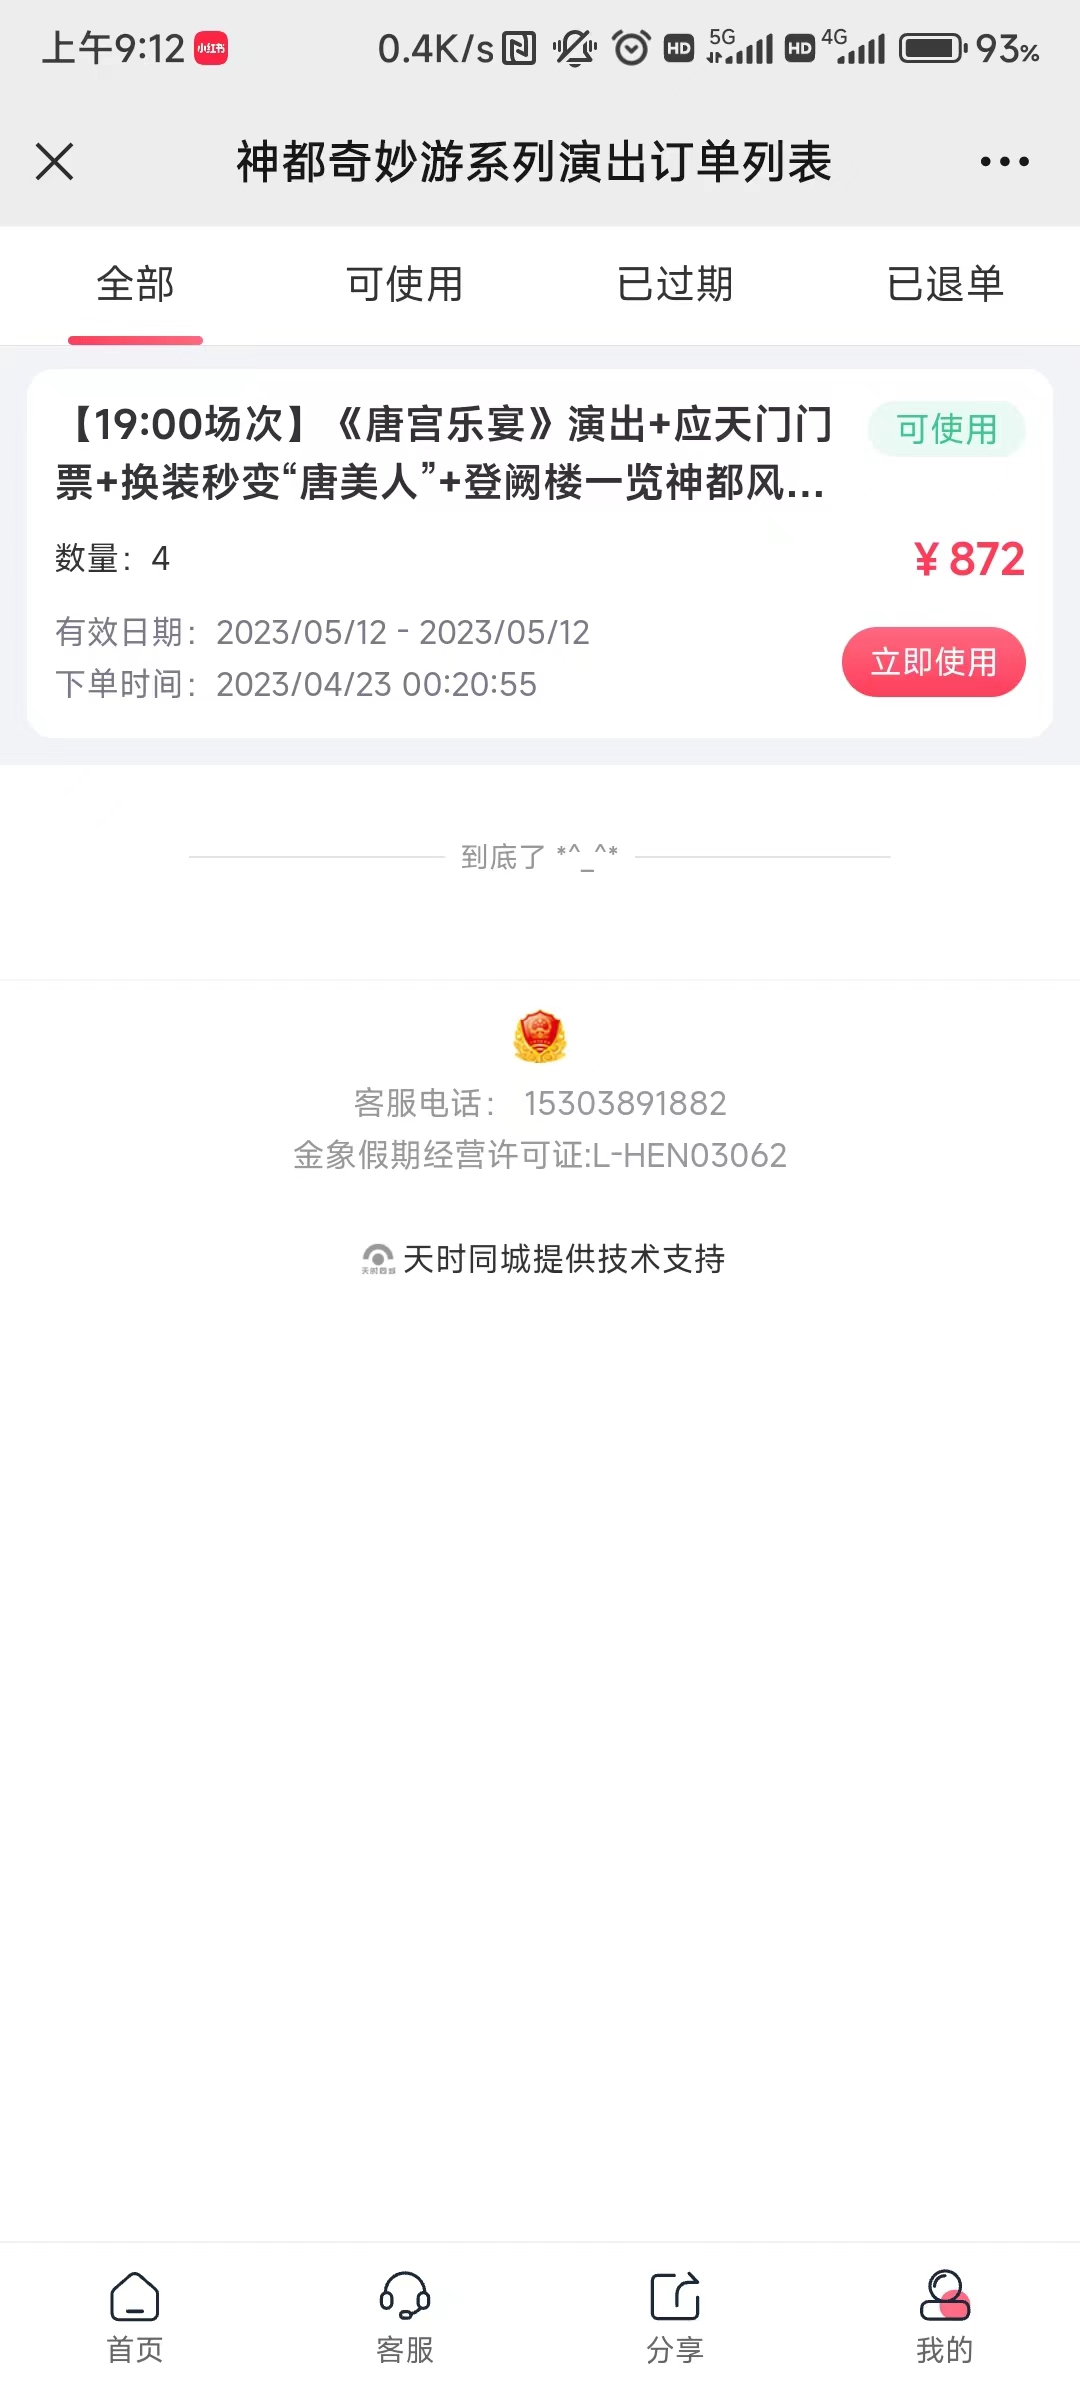 上午9:12 小红书 0.4K/s HD 5G HD 4G 93%
神都奇妙游系列演出订单列表
全部 可使用 已过期 已退单
【19:00场次】《唐宫乐宴》演出+应天门门
票+换装秒变“唐美人”+登阙楼一览神都风...
可使用
数量：4
¥872
有效日期：2023/05/12 - 2023/05/12
下单时间：2023/04/23 00:20:55
立即使用
到底了 *^_^*
客服电话： 15303891882
金象假期经营许可证:L-HEN03062
天时同城 天时同城提供技术支持
首页 客服 分享 我的